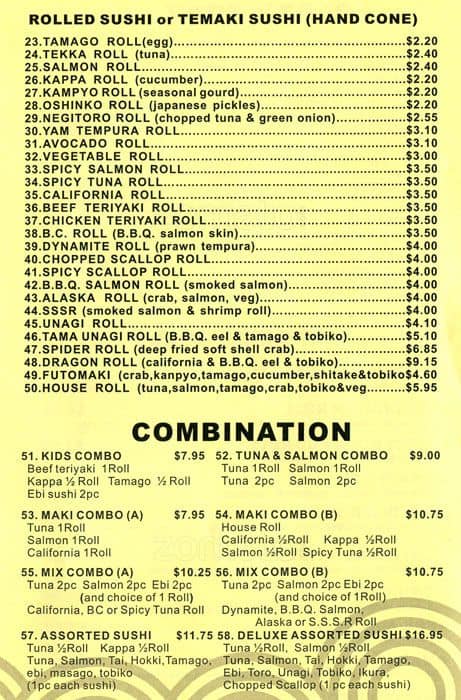 ROLLED SUSHI or TEMAKI SUSHI (HAND CONE)
23.TAMAGO ROLL(egg)........................................$2.20
24.TEKKA ROLL (tuna)........................................$2.40
25.SALMON ROLL........................................$2.40
26.KAPPA ROLL (cucumber)........................................$2.20
27.KAMPYO ROLL (seasonal gourd)........................................$2.20
28.OSHINKO ROLL (japanese pickles)........................................$2.20
29.NEGITORO ROLL (chopped tuna & green onion)....................$2.55
30.YAM TEMPURA ROLL........................................$3.10
31.AVOCADO ROLL........................................$3.10
32.VEGETABLE ROLL........................................$3.00
33.SPICY SALMON ROLL........................................$3.50
34.SPICY TUNA ROLL........................................$3.50
35.CALIFORNIA ROLL........................................$3.50
36.BEEF TERIYAKI ROLL........................................$3.50
37.CHICKEN TERIYAKI ROLL........................................$3.50
38.B.C. ROLL (B.B.Q. salmon skin)........................................$3.50
39.DYNAMITE ROLL (prawn tempura)..............................$4.00
40.CHOPPED SCALLOP ROLL........................................$4.00
41.SPICY SCALLOP ROLL........................................$4.00
42.B.B.Q. SALMON ROLL (smoked salmon)..............................$4.00
43.ALASKA ROLL (crab, salmon, veg)..............................$4.00
44.SSSR (smoked salmon & shrimp roll)..............................$4.00
45.UNAGI ROLL........................................$4.10
46.TAMA UNAGI ROLL (B.B.Q. eel & tamago & tobiko)..........$5.10
47.SPIDER ROLL (deep fried soft shell crab)....................$6.85
48.DRAGON ROLL (california & B.B.Q. eel & tobiko)............$9.15
49.FUTOMAKI (crab,kanpyo,tamago,cucumber,shitake&tobiko$4.60
50.HOUSE ROLL (tuna,salmon,tamago,crab,tobiko&veg..........$5.95
COMBINATION
51. KIDS COMBO $7.95
Beef teriyaki 1Roll
Kappa ½ Roll Tamago ½ Roll
Ebi sushi 2pc
52. TUNA & SALMON COMBO $9.00
Tuna 1Roll Salmon 1Roll
Tuna 2pc Salmon 2pc
53. MAKI COMBO (A) $7.95
Tuna 1Roll
Salmon 1Roll
California 1Roll
54. MAKI COMBO (B) $10.75
House Roll
California ½Roll Kappa ½Roll
Salmon ½Roll Spicy Tuna ½Roll
55. MIX COMBO (A) $10.25
Tuna 2pc Salmon 2pc Ebi 2pc
(and choice of 1 Roll)
California, BC or Spicy Tuna Roll
56. MIX COMBO (B) $10.75
Tuna 2pc Salmon 2pc Ebi 2pc
(and choice of 1Roll)
Dynamite, B.B.Q. Salmon,
Alaska or S.S.S.R Roll
57. ASSORTED SUSHI $11.75
Tuna ½Roll Kappa ½Roll
Tuna, Salmon, Tai, Hokki,Tamago,
ebi, masago, tobiko
(1pc each sushi)
58. DELUXE ASSORTED SUSHI $16.95
Tuna ½Roll, Salmon ½Roll
Tuna, Salmon, Tai, Hokki, Tamago,
Ebi, Toro, Unagi, Tobiko, Ikura,
Chopped Scallop (1 pc each sushi)